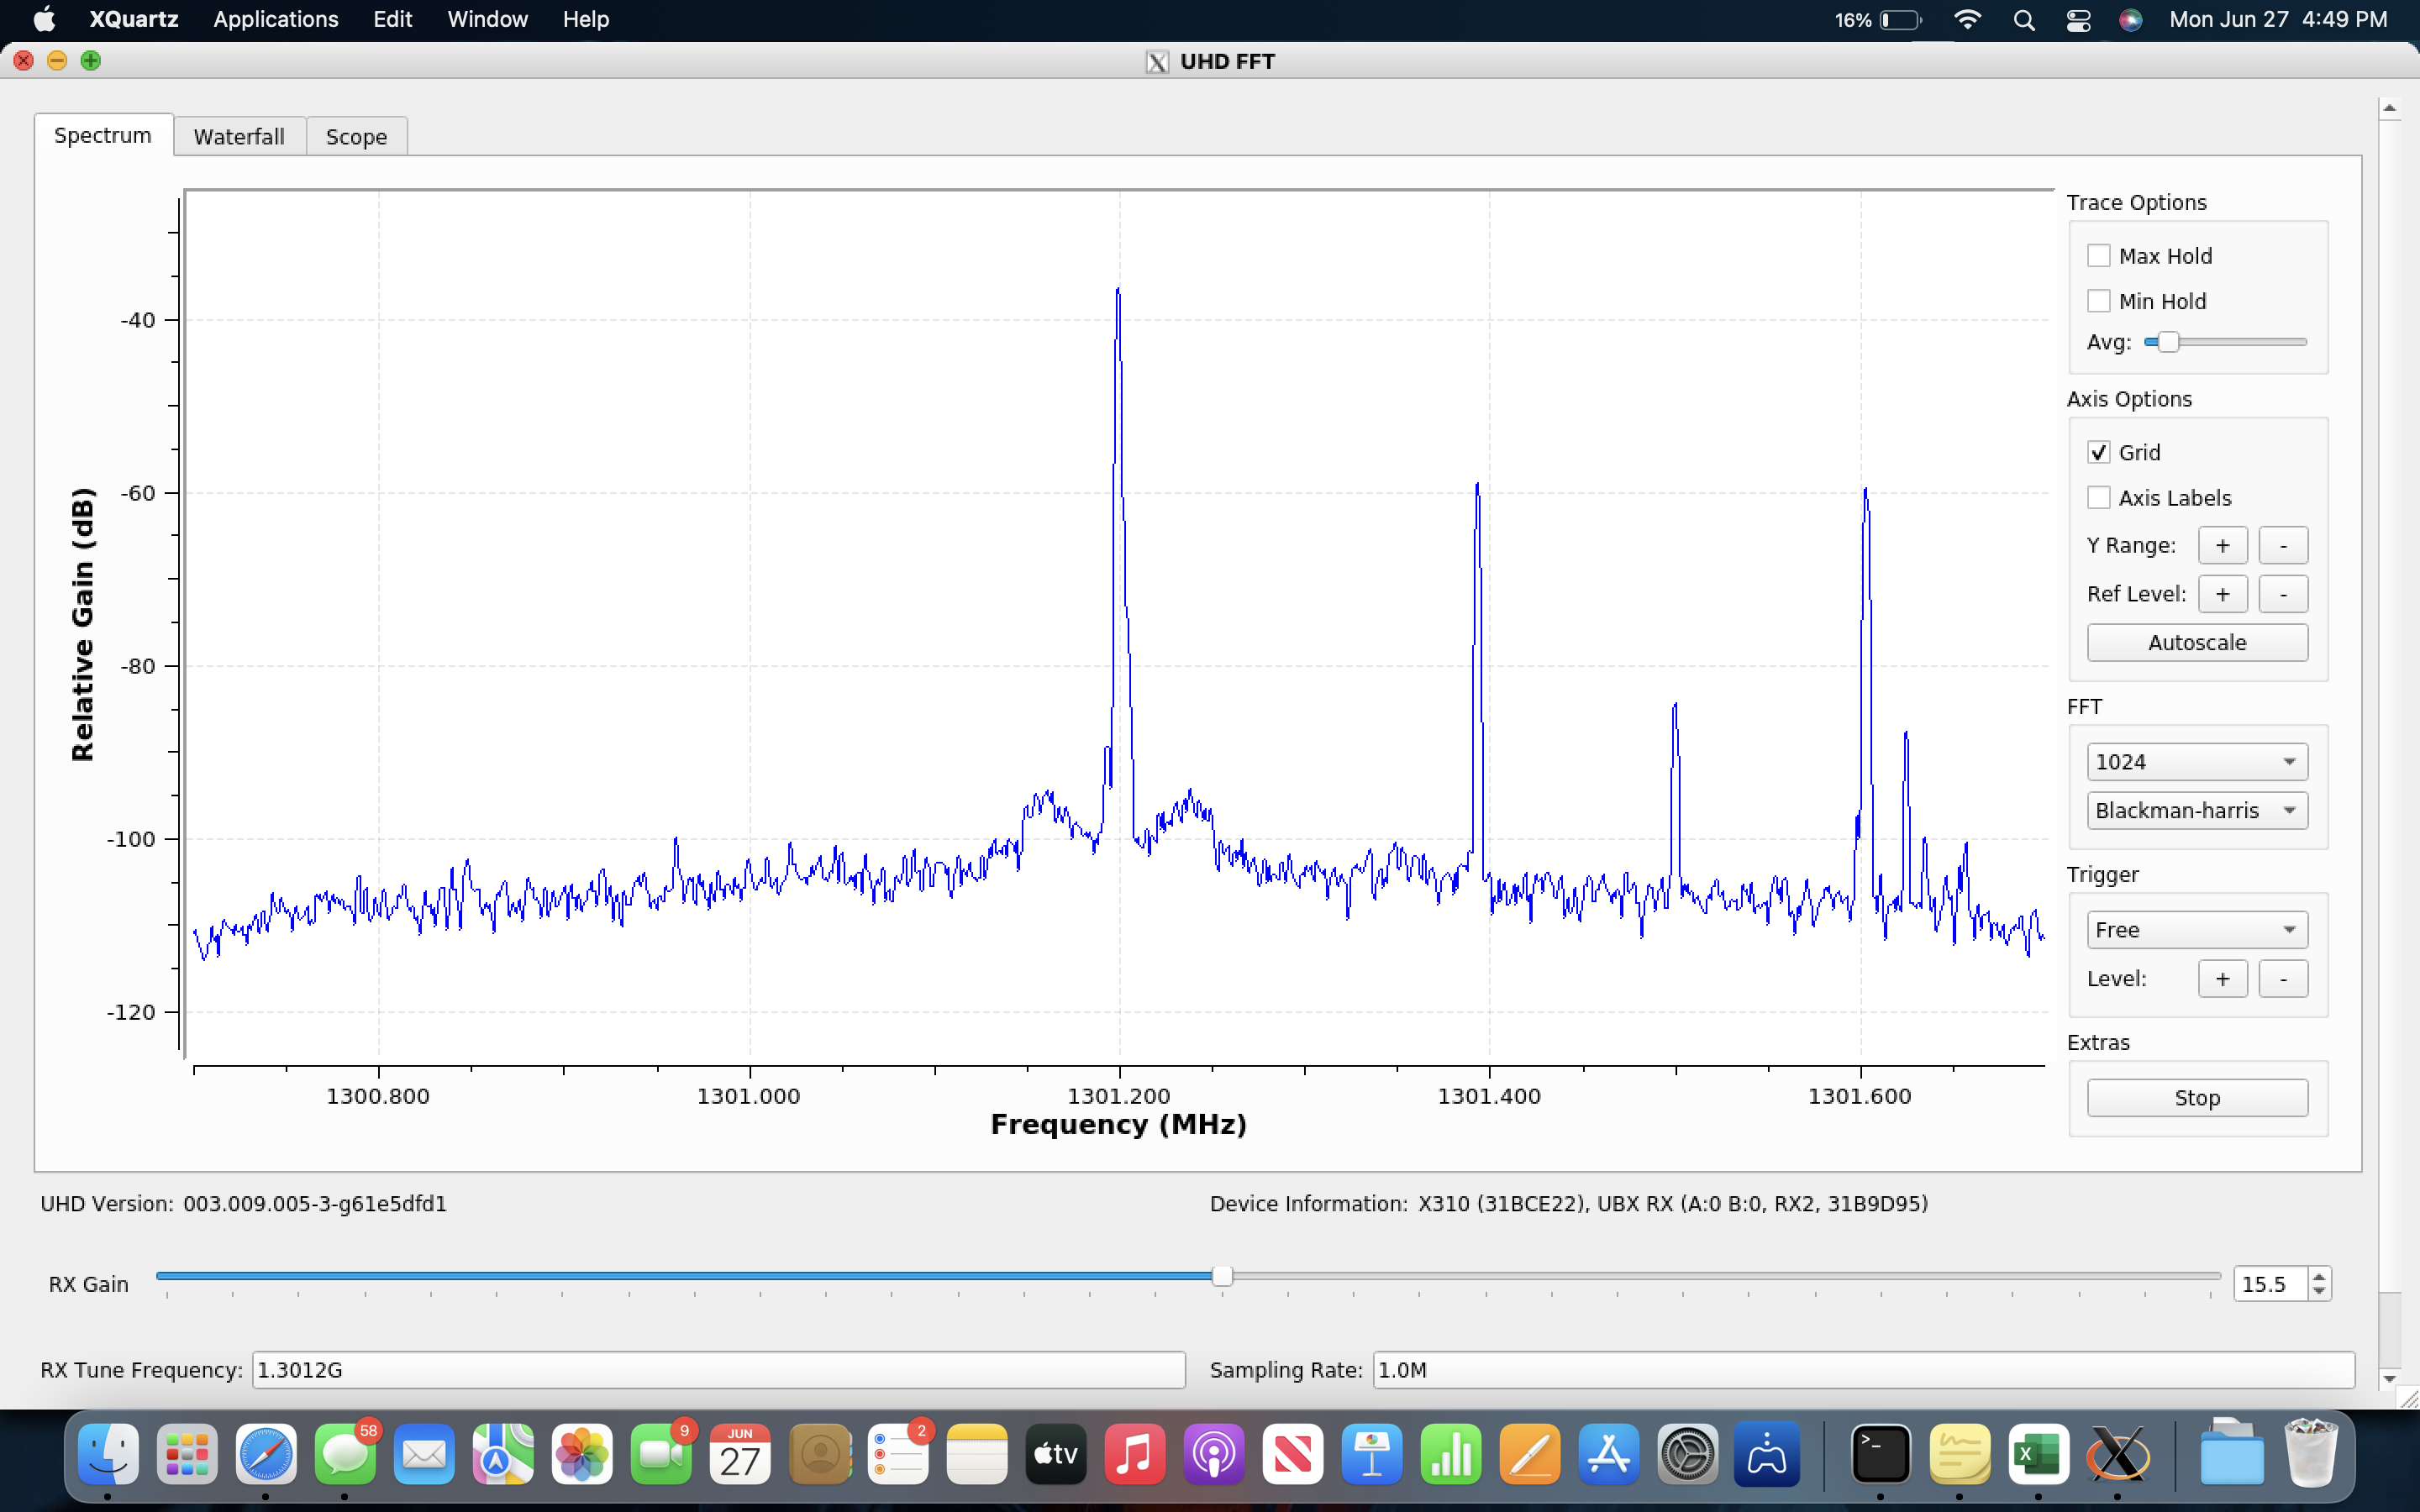 XQuartz Applications Edit Window Help 16% Mon Jun 27 4:49 PM
X UHD FFT
Spectrum Waterfall Scope
Relative Gain (dB)
-40
-60
-80
-100
-120
1300.800 1301.000 1301.200 1301.400 1301.600
Frequency (MHz)
Trace Options
Max Hold
Min Hold
Avg:
Axis Options
Grid
Axis Labels
Y Range: + -
Ref Level: + -
Autoscale
FFT
1024
Blackman-harris
Trigger
Free
Level: + -
Extras
Stop
UHD Version: 003.009.005-3-g61e5dfd1 Device Information: X310 (31BCE22), UBX RX (A:0 B:0, RX2, 31B9D95)
RX Gain 15.5
RX Tune Frequency: 1.3012G Sampling Rate: 1.0M
58 9 JUN 27 2 tv >_ X